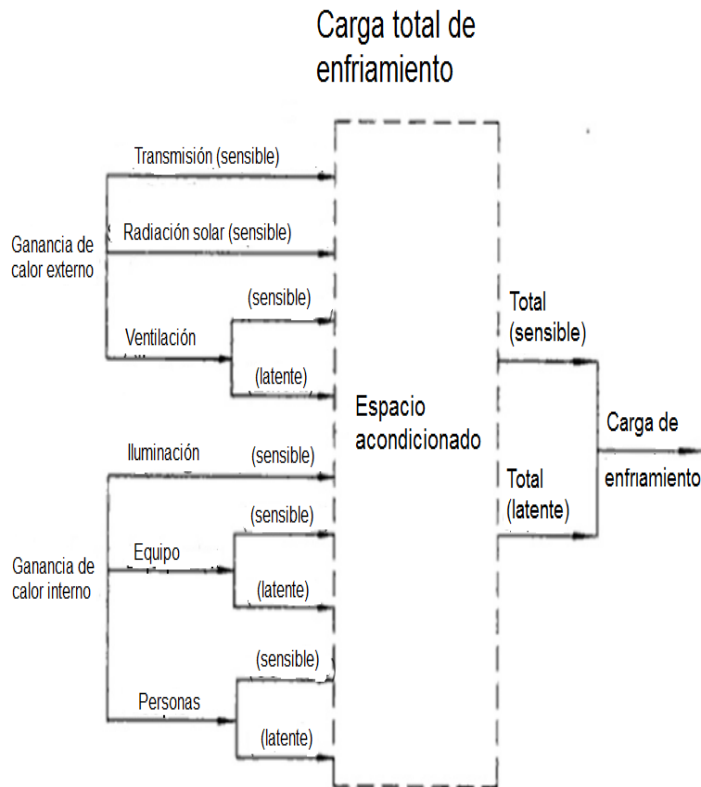 Carga total de
enfriamiento
Transmisión (sensible)
Radiación solar (sensible)
Ganancia de
calor externo
(sensible)
Ventilación
(latente)
Total
(sensible)
Espacio
acondicionado
Carga de
enfriamiento
Iluminación (sensible)
Total
(latente)
(sensible)
Equipo
Ganancia de
calor interno
(latente)
(sensible)
Personas
(latente)